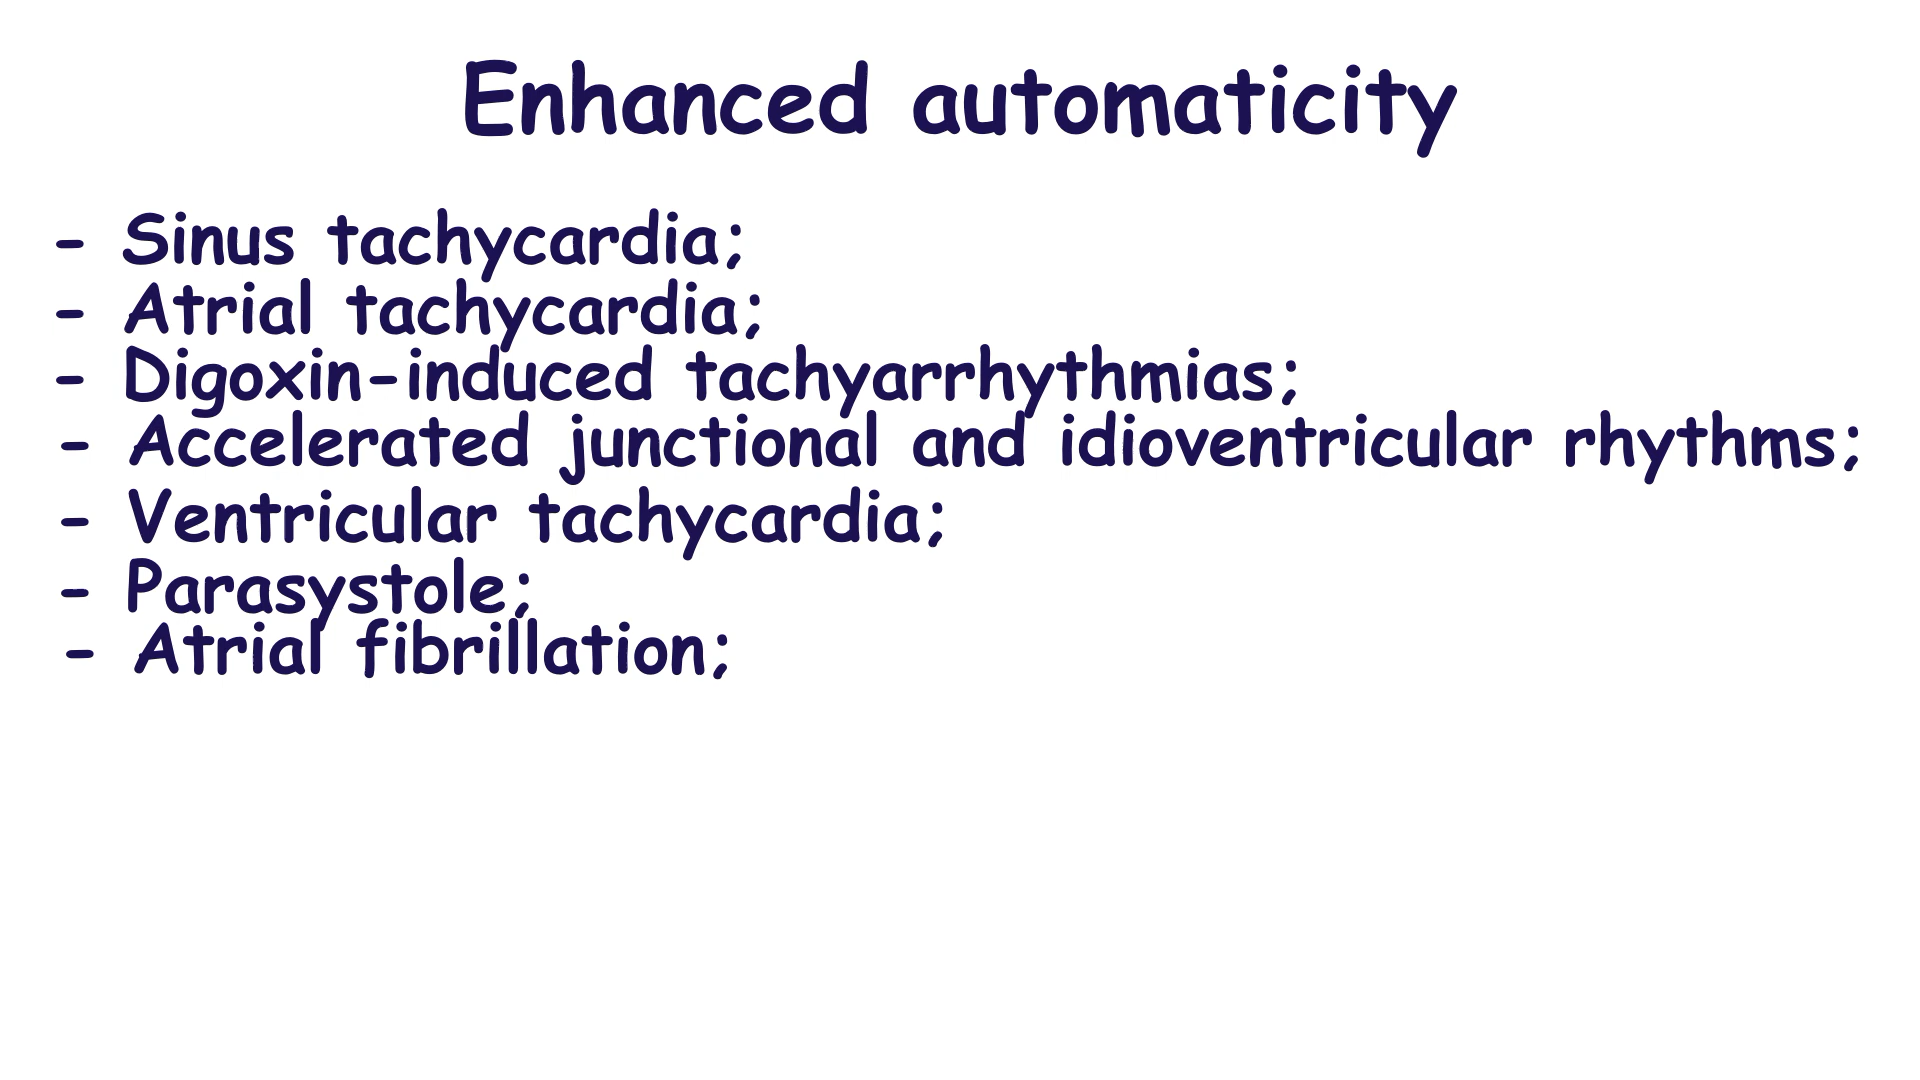 Enhanced automaticity
- Sinus tachycardia;
- Atrial tachycardia;
- Digoxin-induced tachyarrhythmias;
- Accelerated junctional and idioventricular rhythms;
- Ventricular tachycardia;
- Parasystole;
- Atrial fibrillation;